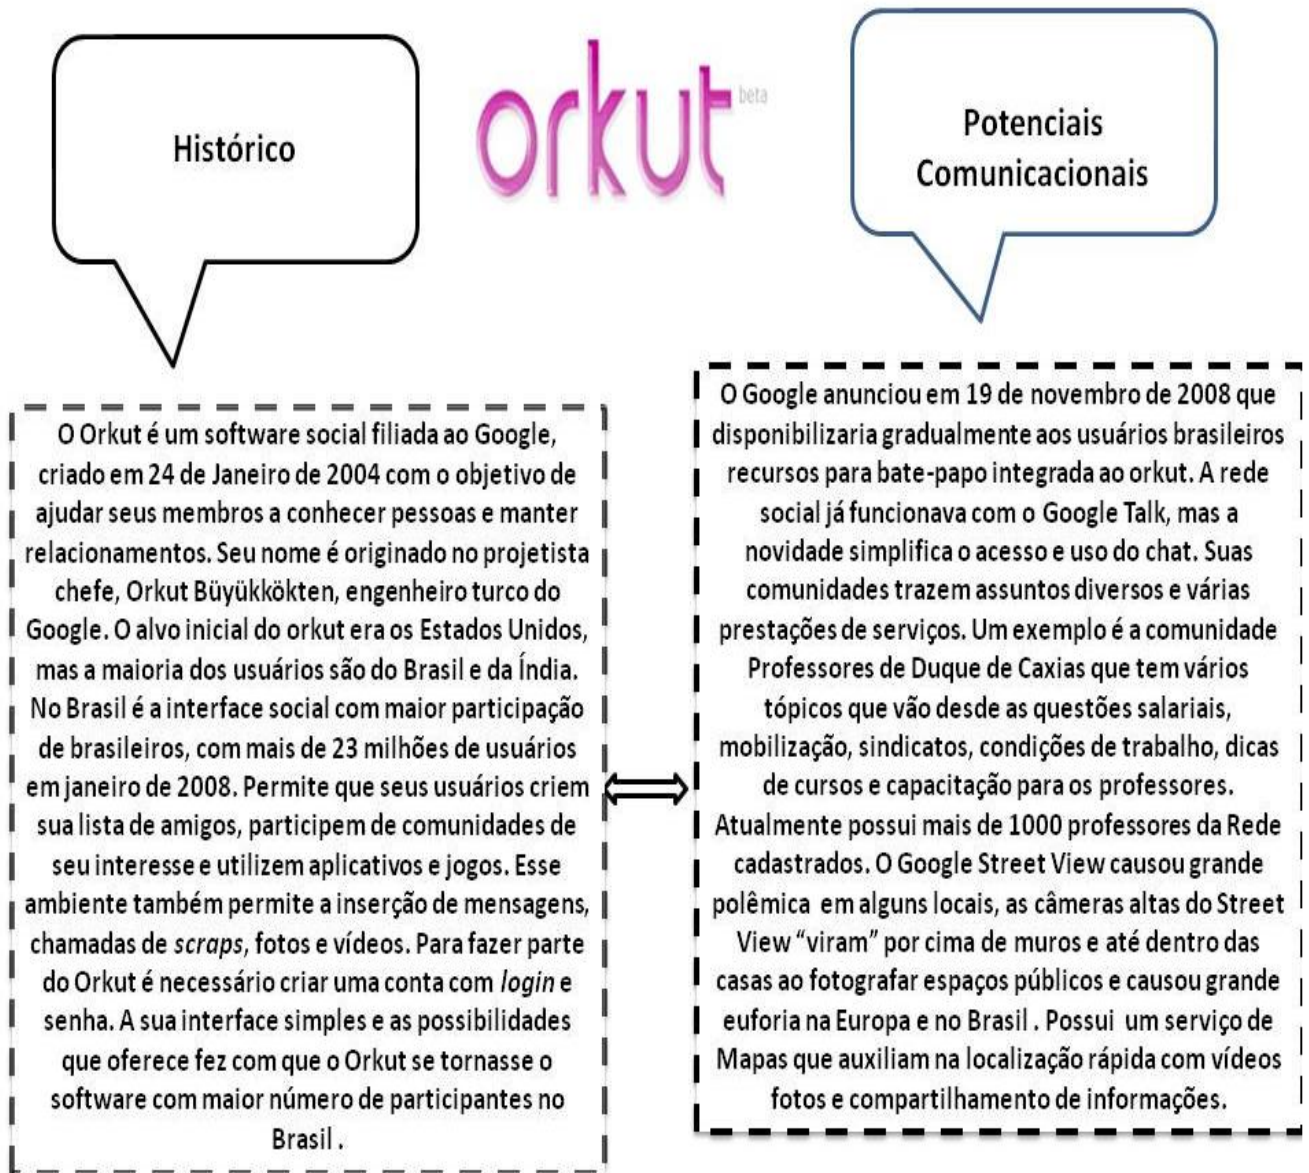 Histórico
orkut beta
Potenciais
Comunicacionais
O Orkut é um software social filiada ao Google,
criado em 24 de Janeiro de 2004 com o objetivo de
ajudar seus membros a conhecer pessoas e manter
relacionamentos. Seu nome é originado no projetista
chefe, Orkut Büyükkökten, engenheiro turco do
Google. O alvo inicial do orkut era os Estados Unidos,
mas a maioria dos usuários são do Brasil e da Índia.
No Brasil é a interface social com maior participação
de brasileiros, com mais de 23 milhões de usuários
em janeiro de 2008. Permite que seus usuários criem
sua lista de amigos, participem de comunidades de
seu interesse e utilizem aplicativos e jogos. Esse
ambiente também permite a inserção de mensagens,
chamadas de scraps, fotos e vídeos. Para fazer parte
do Orkut é necessário criar uma conta com login e
senha. A sua interface simples e as possibilidades
que oferece fez com que o Orkut se tornasse o
software com maior número de participantes no
Brasil .
O Google anunciou em 19 de novembro de 2008 que
disponibilizaria gradualmente aos usuários brasileiros
recursos para bate-papo integrada ao orkut. A rede
social já funcionava com o Google Talk, mas a
novidade simplifica o acesso e uso do chat. Suas
comunidades trazem assuntos diversos e várias
prestações de serviços. Um exemplo é a comunidade
Professores de Duque de Caxias que tem vários
tópicos que vão desde as questões salariais,
mobilização, sindicatos, condições de trabalho, dicas
de cursos e capacitação para os professores.
Atualmente possui mais de 1000 professores da Rede
cadastrados. O Google Street View causou grande
polêmica em alguns locais, as câmeras altas do Street
View “viram” por cima de muros e até dentro das
casas ao fotografar espaços públicos e causou grande
euforia na Europa e no Brasil . Possui um serviço de
Mapas que auxiliam na localização rápida com vídeos
fotos e compartilhamento de informações.